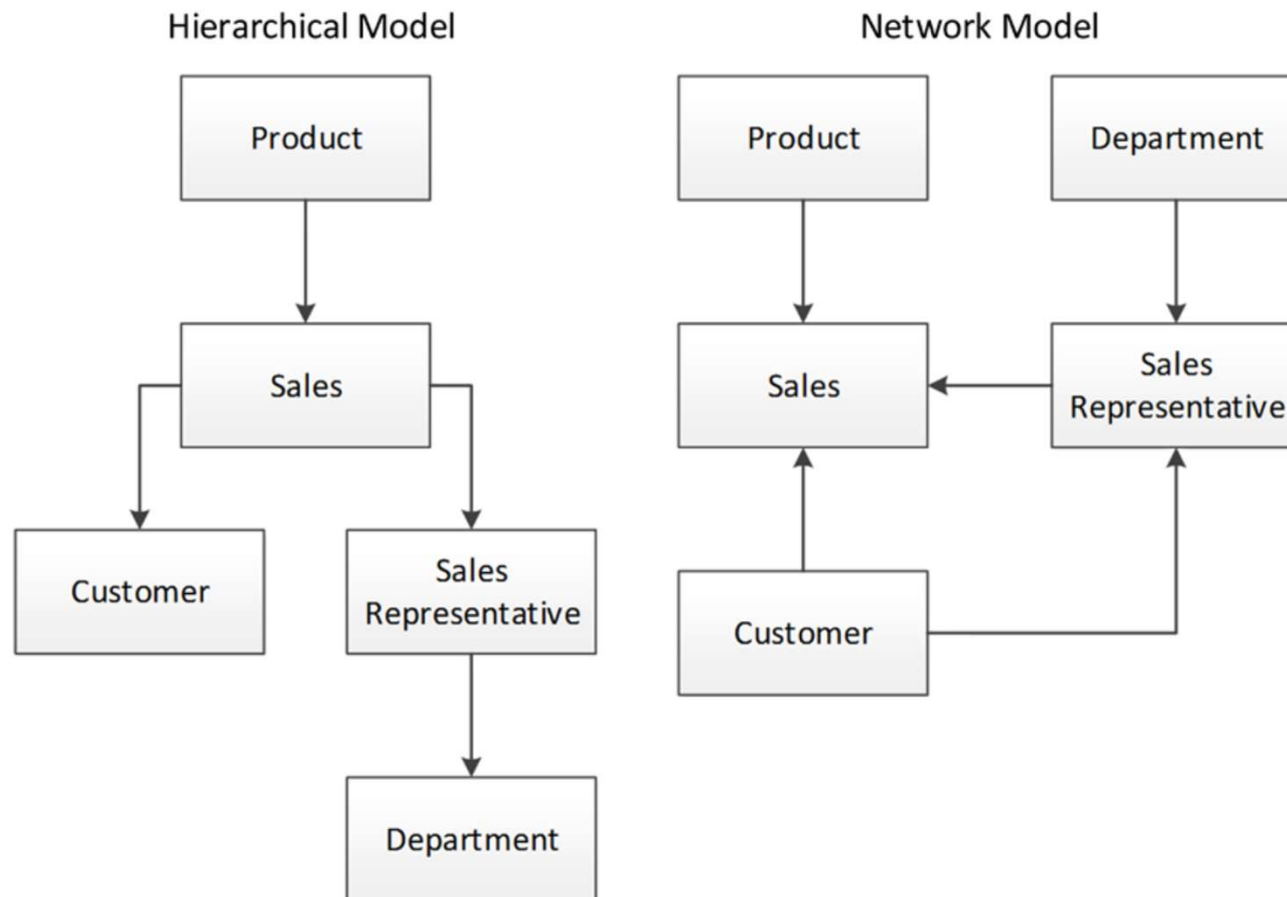 Hierarchical Model
Product
Sales
Customer
Sales
Representative
Department
Network Model
Product
Department
Sales
Sales
Representative
Customer